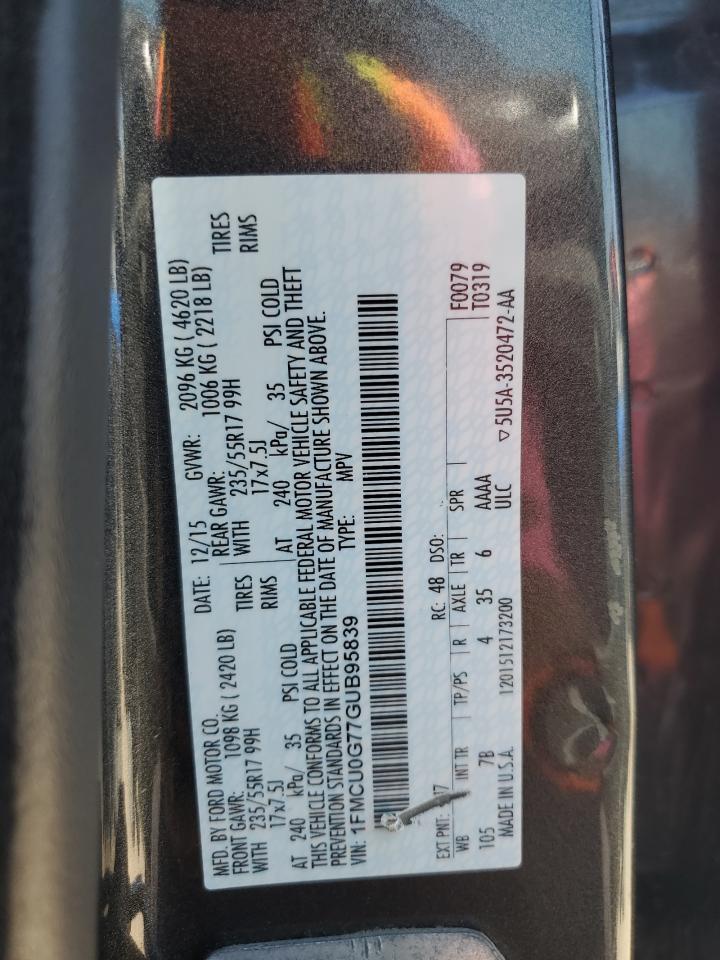 MFD. BY FORD MOTOR CO.
DATE: 12/15 GVWR: 2096 KG ( 4620 LB)
FRONT GAWR: 1098 KG ( 2420 LB) REAR GAWR: 1006 KG ( 2218 LB)
WITH 235/55R17 99H TIRES WITH 235/55R17 99H TIRES
17x7.5J RIMS 17x7.5J RIMS
AT 240 kPa/ 35 PSI COLD AT 240 kPa/ 35 PSI COLD
THIS VEHICLE CONFORMS TO ALL APPLICABLE FEDERAL MOTOR VEHICLE SAFETY AND THEFT
PREVENTION STANDARDS IN EFFECT ON THE DATE OF MANUFACTURE SHOWN ABOVE.
VIN: 1FMCU0G77GUB95839 TYPE: MPV
EXT PNT: RC: 48 DSO: F0079
WB INT TR TP/PS R AXLE TR SPR T0319
105 7B 4 35 6 AAAA
MADE IN U.S.A. 1201512173200 ULC ▽5U5A-3520472-AA